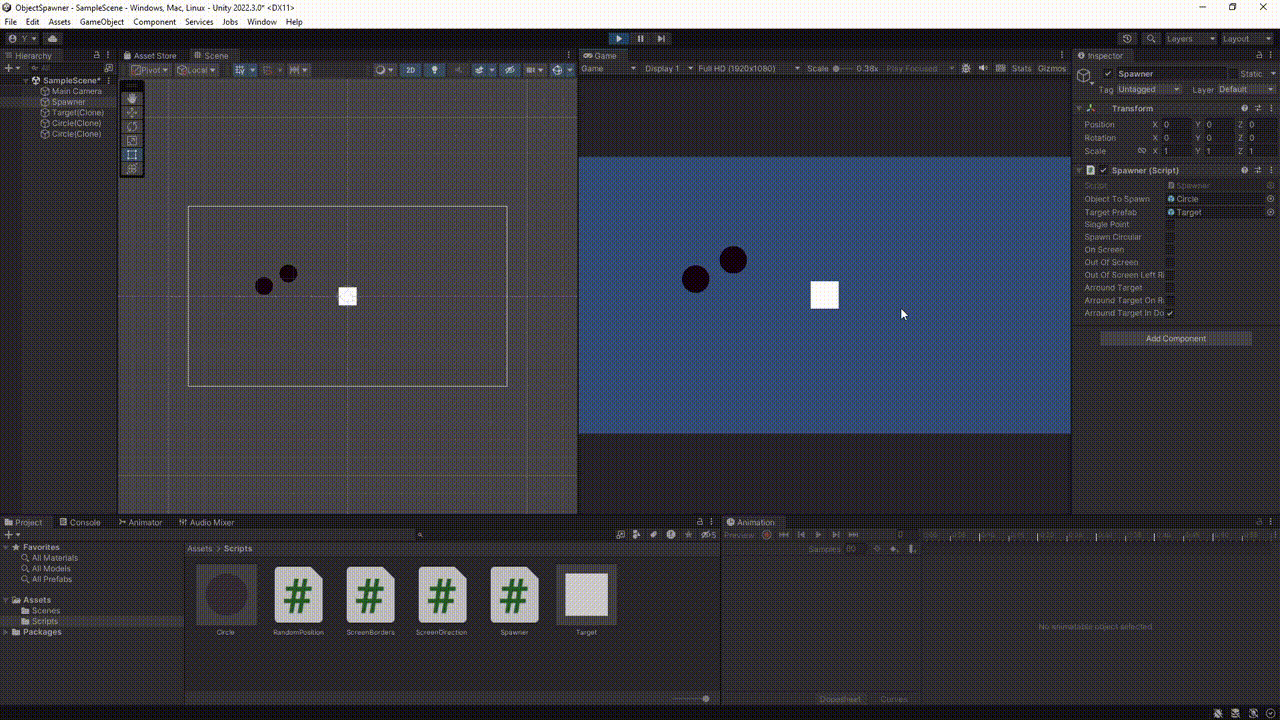 ObjectSpawner - SampleScene - Windows, Mac, Linux - Unity 2022.3.0* <DX11>
File Edit Assets GameObject Component Services Jobs Window Help
Y
Layers Layout
Hierarchy
All
SampleScene*
Main Camera
Spawner
Target(Clone)
Circle(Clone)
Circle(Clone)
Asset Store Scene
Pivot Local
2D
Game
Game Display 1 Full HD (1920x1080) Scale 0.38x Play Focused Stats Gizmos
Inspector
Spawner Static
Tag Untagged Layer Default
Transform
Position X 0 Y 0 Z 0
Rotation X 0 Y 0 Z 0
Scale X 1 Y 1 Z 1
Spawner (Script)
Script Spawner
Object To Spawn Circle
Target Prefab Target
Single Point
Spawn Circular
On Screen
Out Of Screen
Out Of Screen Left Ri
Arround Target
Arround Target On R
Arround Target In Do
Add Component
Project Console Animator Audio Mixer
Favorites
All Materials
All Models
All Prefabs
Assets
Scenes
Scripts
Packages
Assets > Scripts
Circle RandomPosition ScreenBorders ScreenDirection Spawner Target
Animation
Preview 0
Samples 60
No animatable object selected
Dopesheet Curves